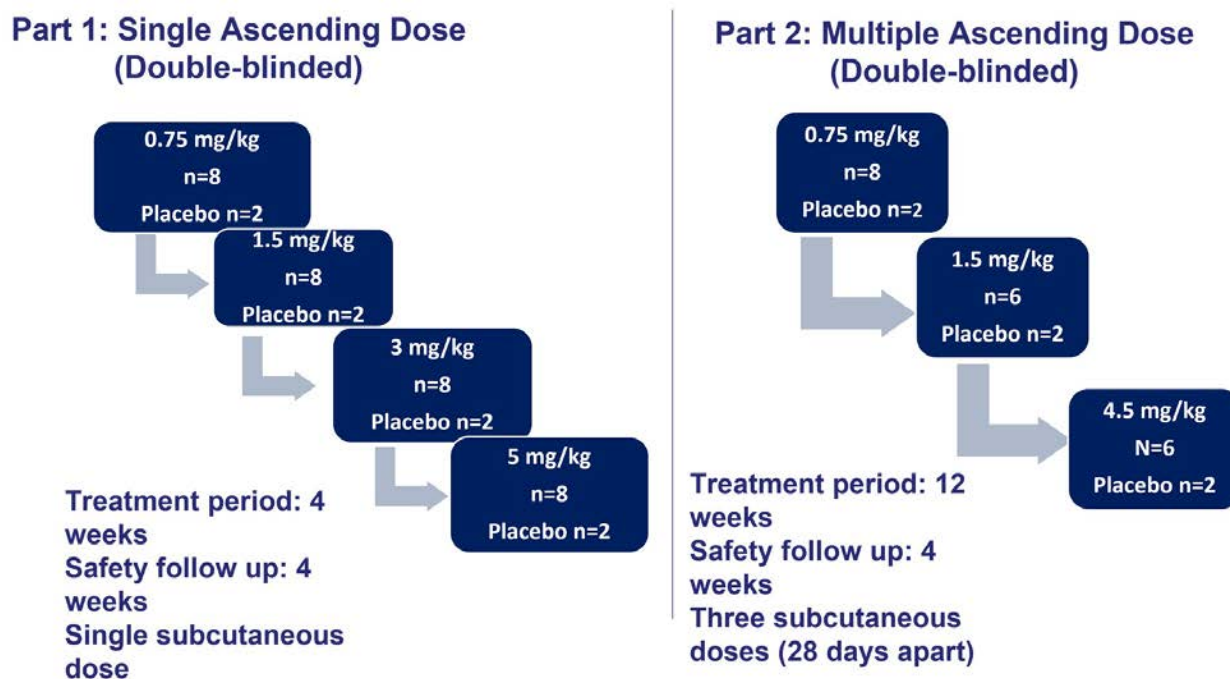 Part 1: Single Ascending Dose
(Double-blinded)
0.75 mg/kg
n=8
Placebo n=2
1.5 mg/kg
n=8
Placebo n=2
3 mg/kg
n=8
Placebo n=2
5 mg/kg
n=8
Placebo n=2
Treatment period: 4
weeks
Safety follow up: 4
weeks
Single subcutaneous
dose
Part 2: Multiple Ascending Dose
(Double-blinded)
0.75 mg/kg
n=8
Placebo n=2
1.5 mg/kg
n=6
Placebo n=2
4.5 mg/kg
N=6
Placebo n=2
Treatment period: 12
weeks
Safety follow up: 4
weeks
Three subcutaneous
doses (28 days apart)